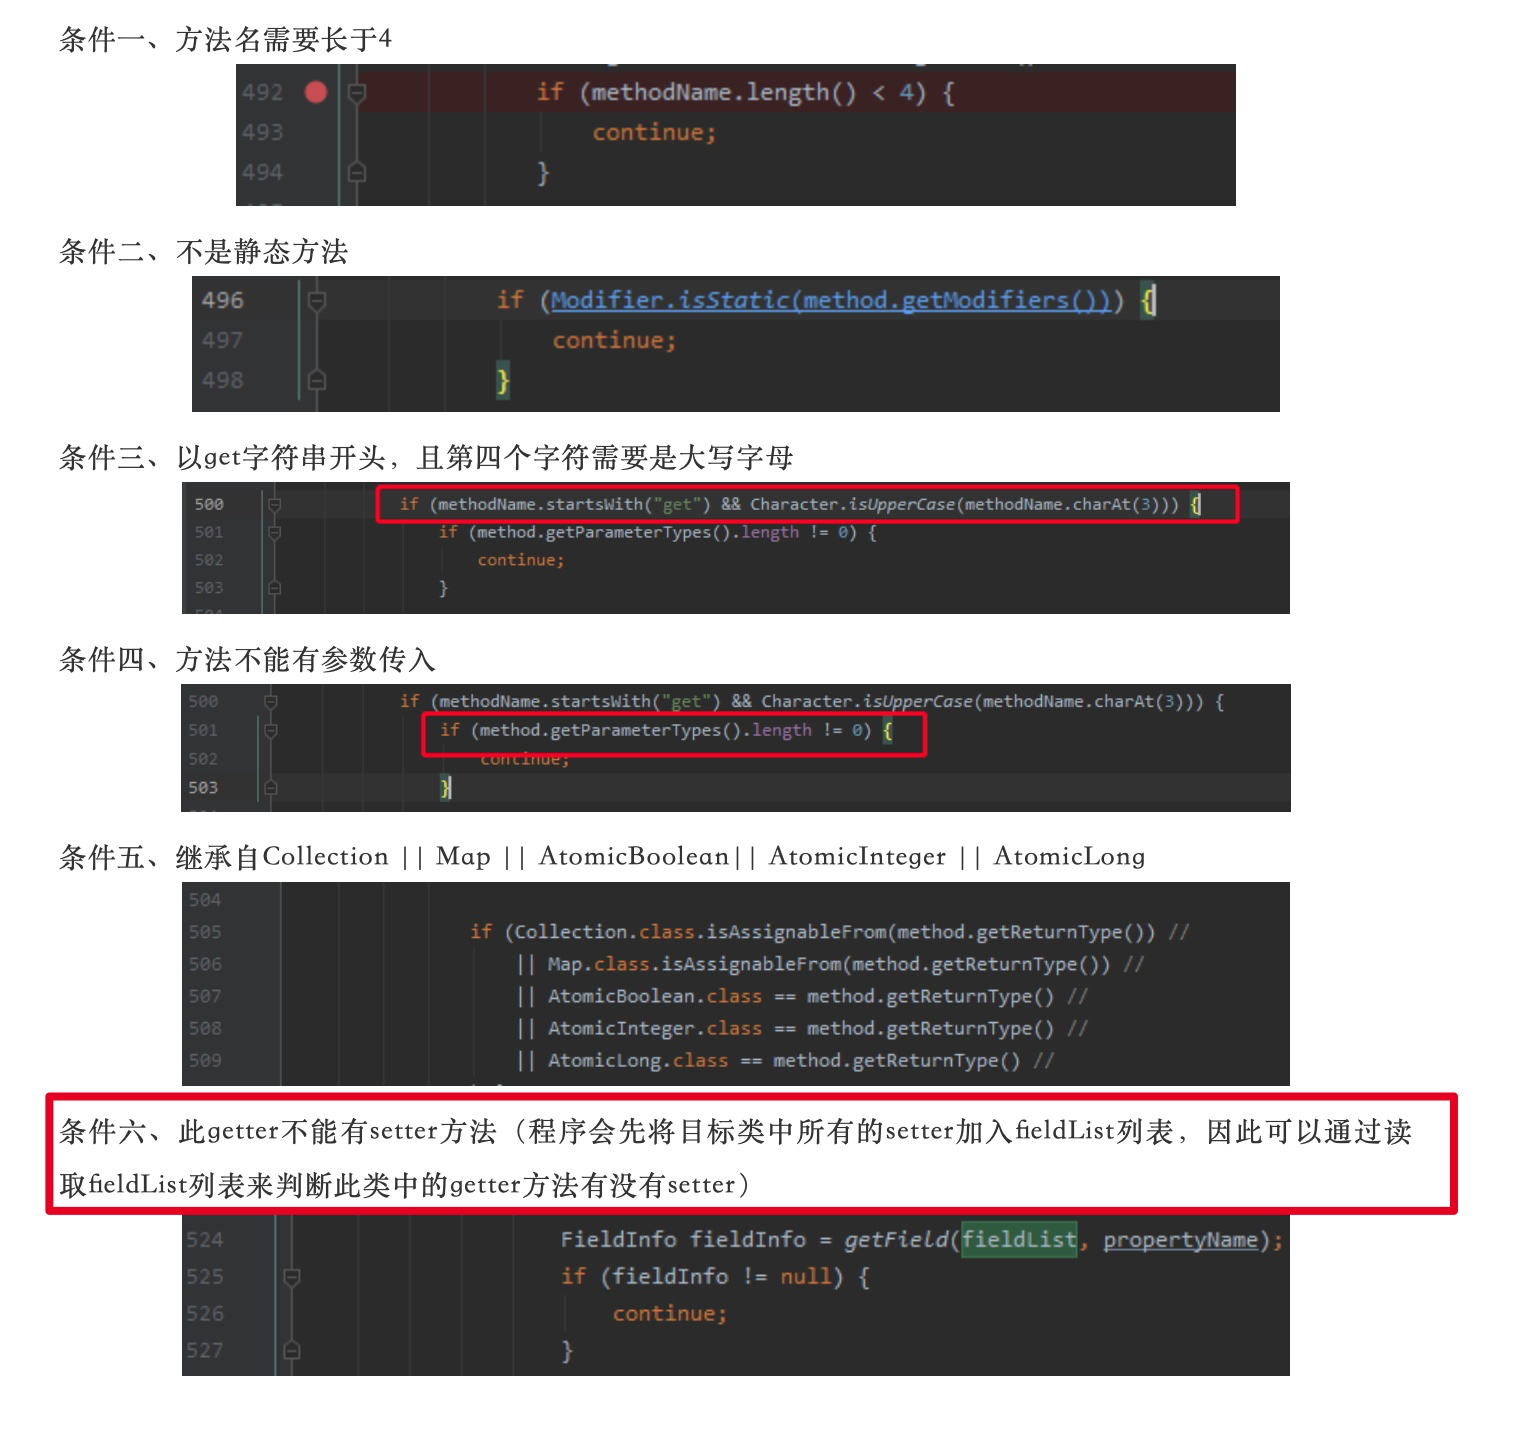 条件一、方法名需要长于4
492 if (methodName.length() < 4) {
493 continue;
494 }
条件二、不是静态方法
496 if (Modifier.isStatic(method.getModifiers())) {
497 continue;
498 }
条件三、以get字符串开头，且第四个字符需要是大写字母
500 if (methodName.startsWith("get") && Character.isUpperCase(methodName.charAt(3))) {
501 if (method.getParameterTypes().length != 0) {
502 continue;
503 }
条件四、方法不能有参数传入
500 if (methodName.startsWith("get") && Character.isUpperCase(methodName.charAt(3))) {
501 if (method.getParameterTypes().length != 0) {
502 continue;
503 }
条件五、继承自Collection || Map || AtomicBoolean|| AtomicInteger || AtomicLong
504
505 if (Collection.class.isAssignableFrom(method.getReturnType()) //
506 || Map.class.isAssignableFrom(method.getReturnType()) //
507 || AtomicBoolean.class == method.getReturnType() //
508 || AtomicInteger.class == method.getReturnType() //
509 || AtomicLong.class == method.getReturnType() //
条件六、此getter不能有setter方法（程序会先将目标类中所有的setter加入fieldList列表，因此可以通过读
取fieldList列表来判断此类中的getter方法有没有setter）
524 FieldInfo fieldInfo = getField(fieldList, propertyName);
525 if (fieldInfo != null) {
526 continue;
527 }